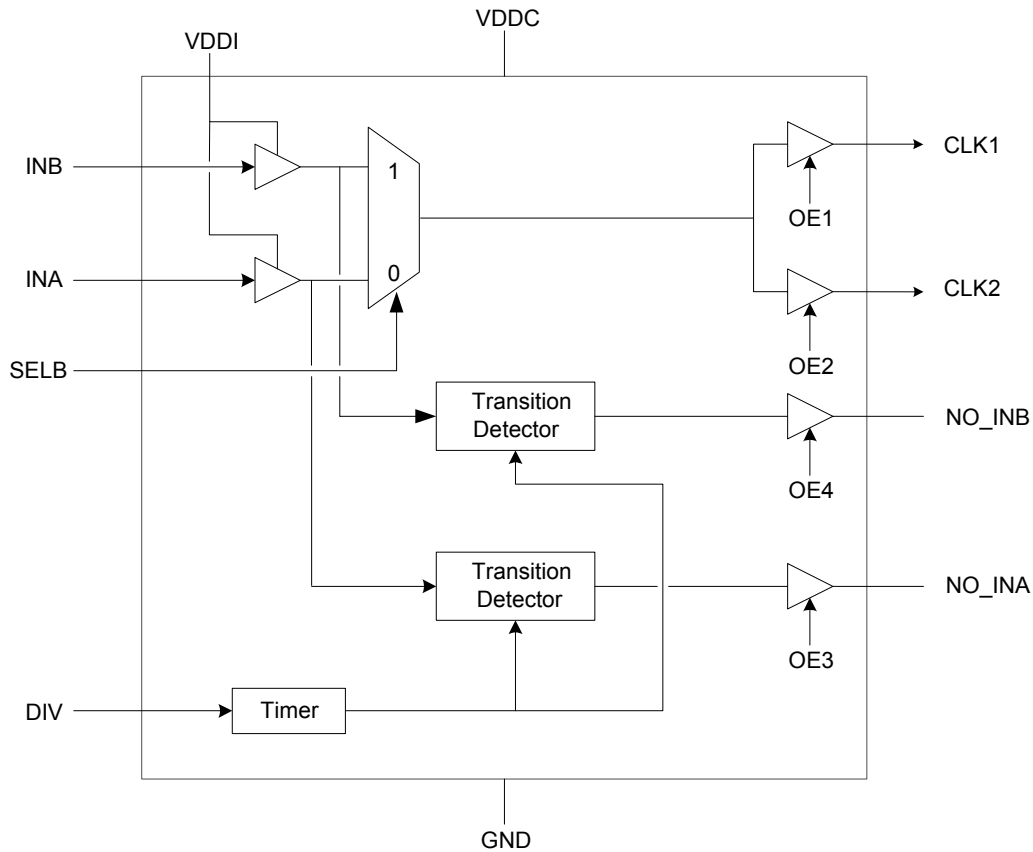 VDDC
VDDI
INB
1
CLK1
OE1
INA
0
CLK2
SELB
OE2
Transition
Detector
NO_INB
OE4
Transition
Detector
NO_INA
OE3
DIV
Timer
GND